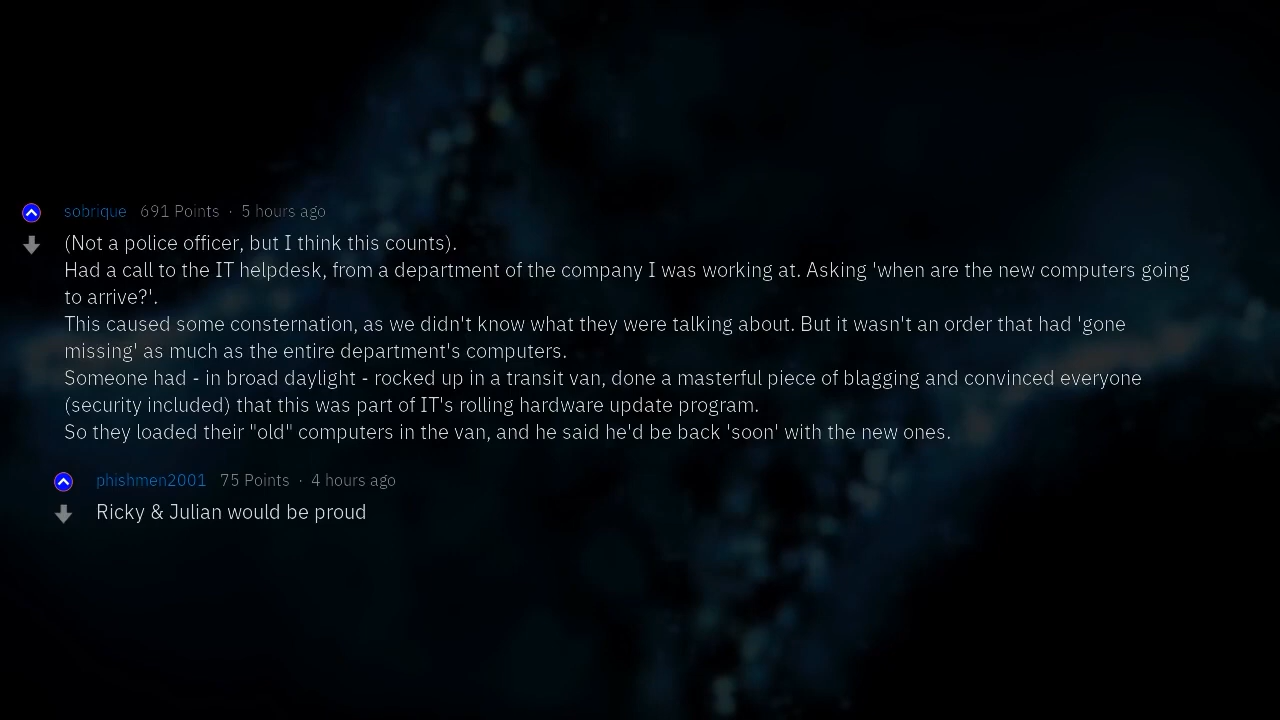 sobrique 691 Points · 5 hours ago
(Not a police officer, but I think this counts).
Had a call to the IT helpdesk, from a department of the company I was working at. Asking 'when are the new computers going
to arrive?'.
This caused some consternation, as we didn't know what they were talking about. But it wasn't an order that had 'gone
missing' as much as the entire department's computers.
Someone had - in broad daylight - rocked up in a transit van, done a masterful piece of blagging and convinced everyone
(security included) that this was part of IT's rolling hardware update program.
So they loaded their "old" computers in the van, and he said he'd be back 'soon' with the new ones.
phishmen2001 75 Points · 4 hours ago
Ricky & Julian would be proud